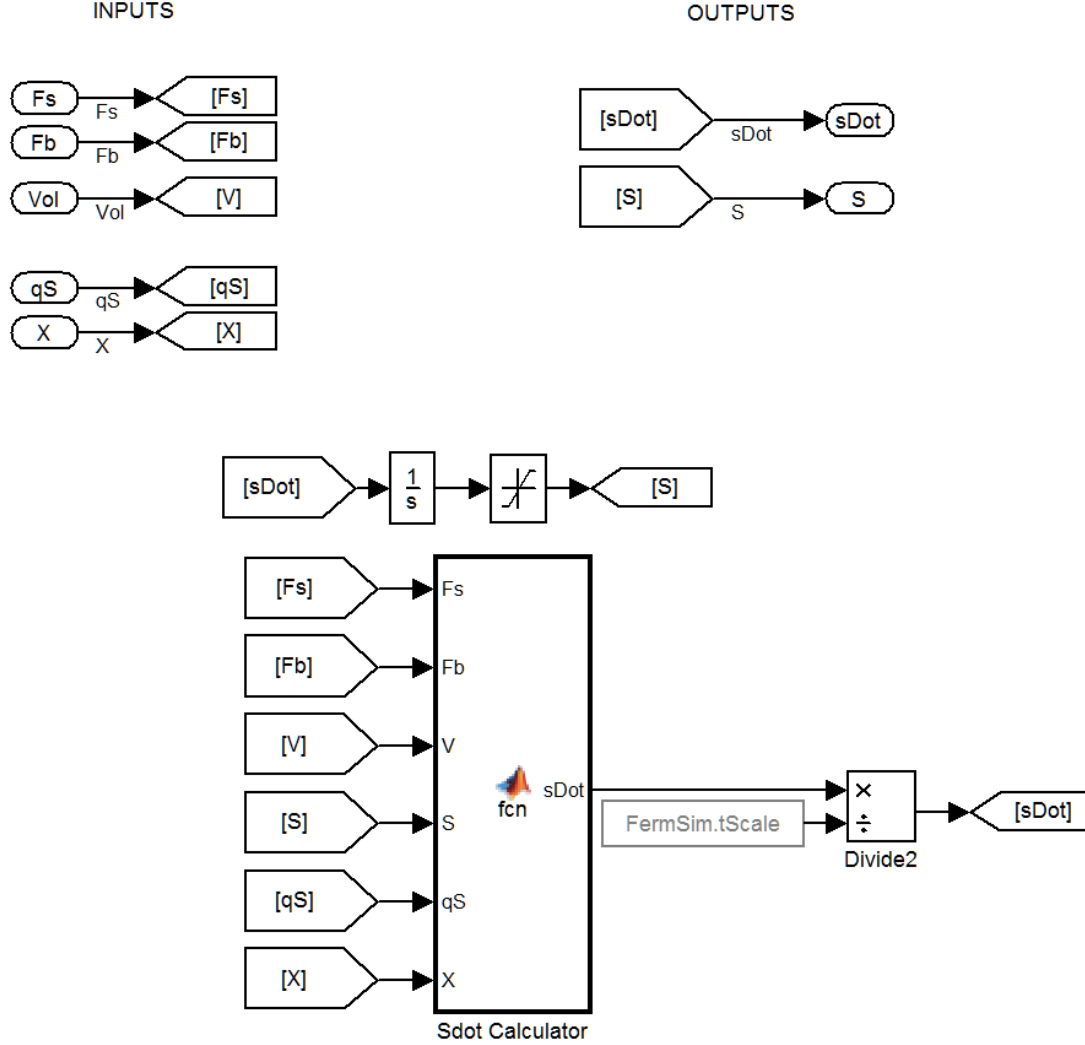 INPUTS
OUTPUTS
Fs
Fs
[Fs]
Fb
Fb
[Fb]
Vol
Vol
[V]
qS
qS
[qS]
X
X
[X]
[sDot]
sDot
sDot
[S]
S
S
[sDot]
1
s
[S]
[Fs]
Fs
[Fb]
Fb
[V]
V
[S]
S
[qS]
qS
[X]
X
fcn
sDot
FermSim.tScale
×
÷
Divide2
[sDot]
Sdot Calculator